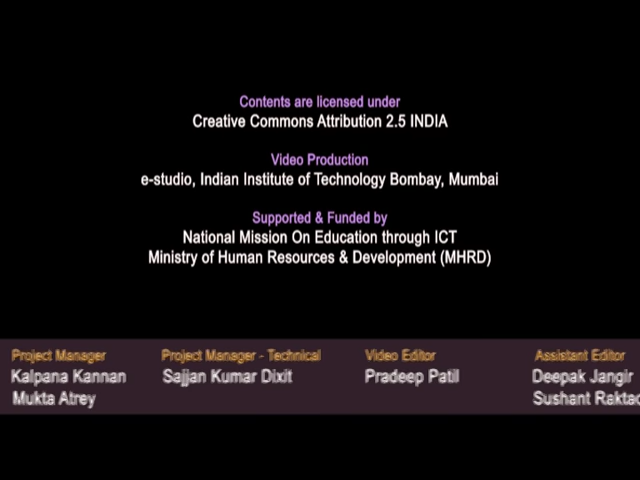 Contents are licensed under
Creative Commons Attribution 2.5 INDIA
Video Production
e-studio, Indian Institute of Technology Bombay, Mumbai
Supported & Funded by
National Mission On Education through ICT
Ministry of Human Resources & Development (MHRD)
Project Manager
Kalpana Kannan
Mukta Atrey
Project Manager - Technical
Sajjan Kumar Dixit
Video Editor
Pradeep Patil
Assistant Editor
Deepak Jangir
Sushant